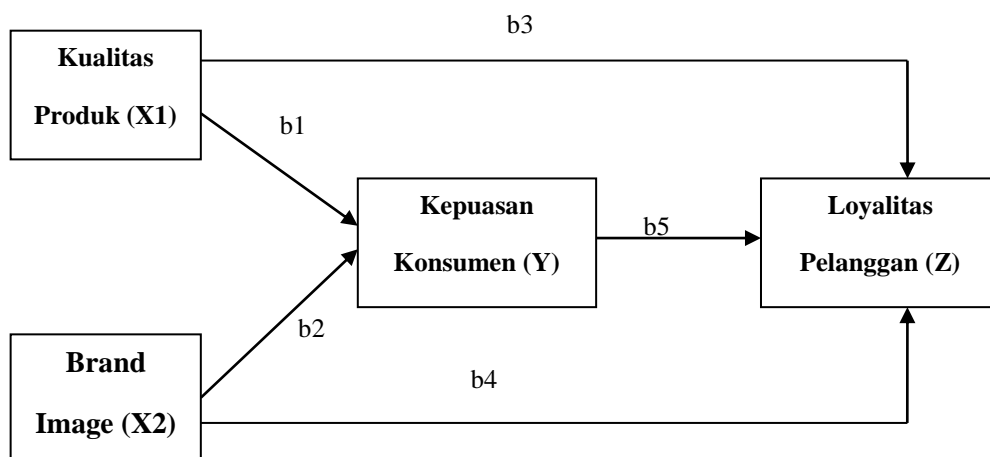 b3
Kualitas
Produk (X1)
b1
Kepuasan
Konsumen (Y)
b5
Loyalitas
Pelanggan (Z)
b2
Brand
Image (X2)
b4